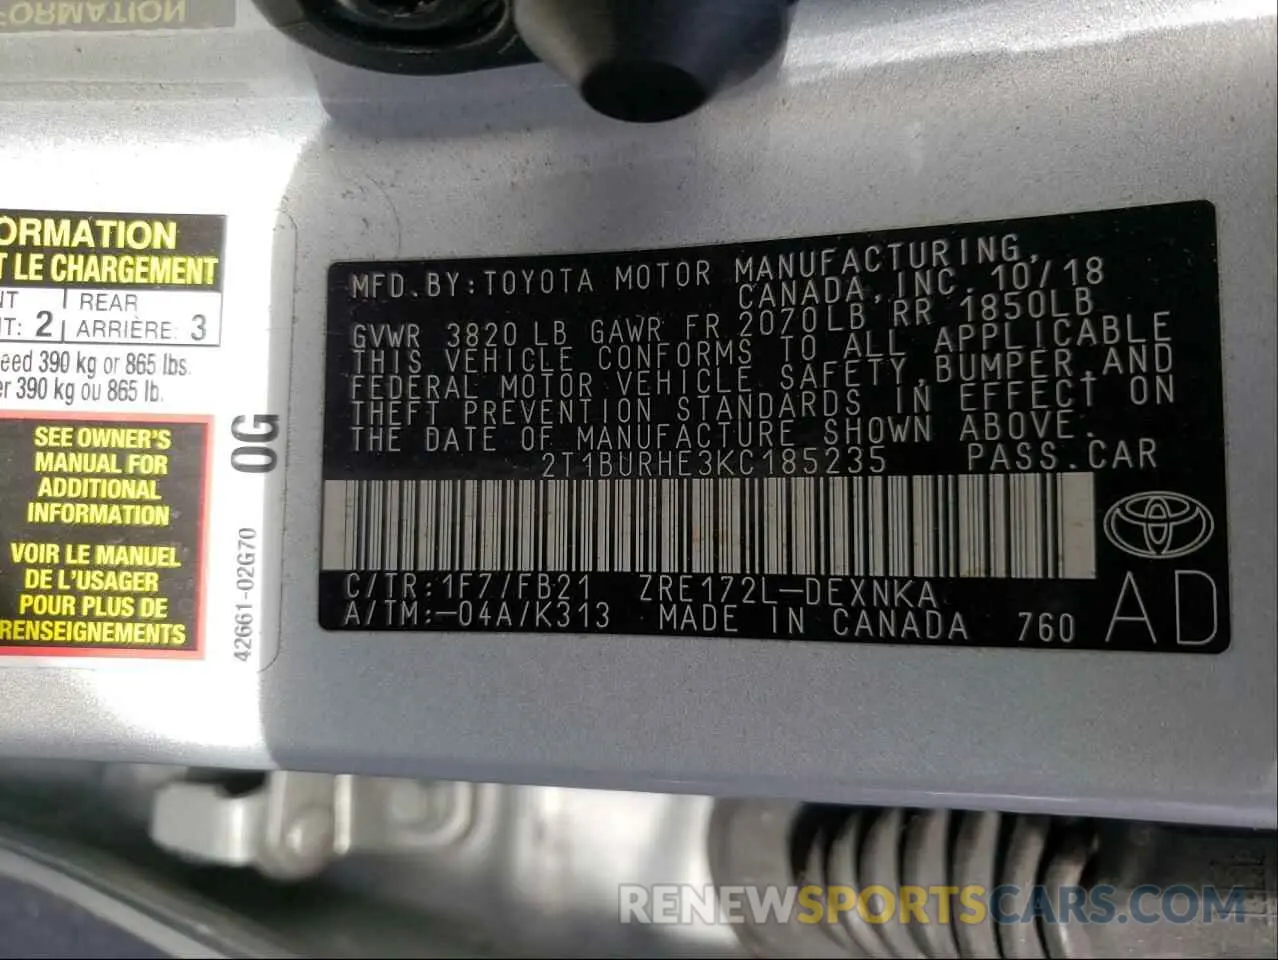 FORMATION
ORMATION
T LE CHARGEMENT
NT | REAR
T: 2 | ARRIÈRE: 3
eed 390 kg or 865 lbs.
er 390 kg ou 865 lb.
SEE OWNER'S
MANUAL FOR
ADDITIONAL
INFORMATION
VOIR LE MANUEL
DE L'USAGER
POUR PLUS DE
RENSEIGNEMENTS
0G
42661-02G70
MFD.BY:TOYOTA MOTOR MANUFACTURING,
CANADA, INC. 10/18
GVWR 3820 LB GAWR FR 2070LB RR 1850LB
THIS VEHICLE CONFORMS TO ALL APPLICABLE
FEDERAL MOTOR VEHICLE SAFETY,BUMPER,AND
THEFT PREVENTION STANDARDS IN EFFECT ON
THE DATE OF MANUFACTURE SHOWN ABOVE.
2T1BURHE3KC185235 PASS.CAR
C/TR:1F7/FB21 ZRE172L-DEXNKA
A/TM:-04A/K313 MADE IN CANADA 760 AD
RENEWSPORTSCARS.COM